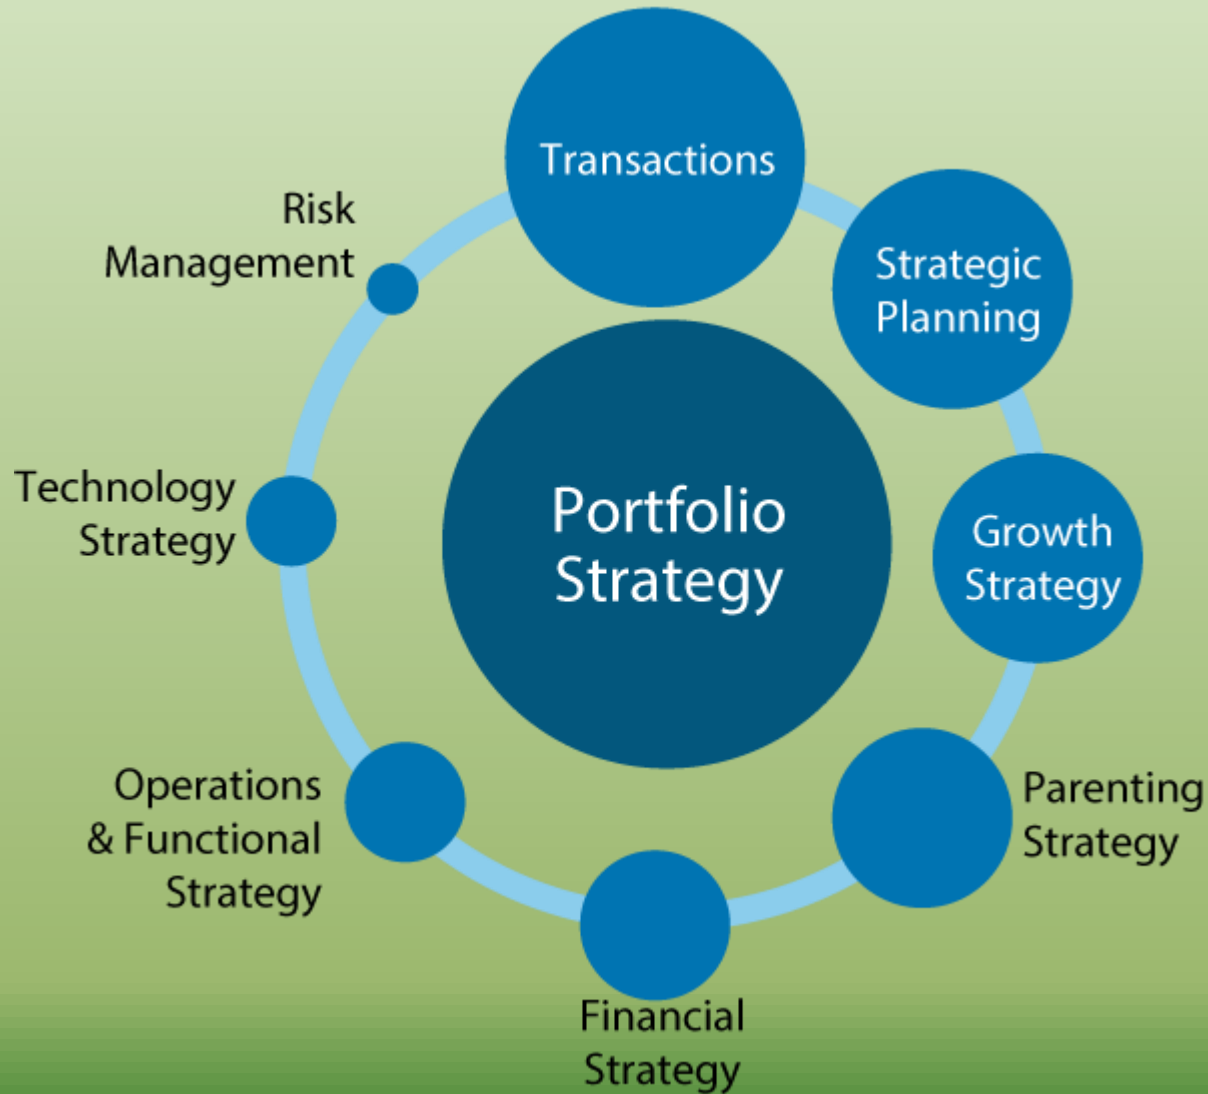 Transactions
Strategic
Planning
Growth
Strategy
Parenting
Strategy
Financial
Strategy
Operations
& Functional
Strategy
Technology
Strategy
Risk
Management
Portfolio
Strategy